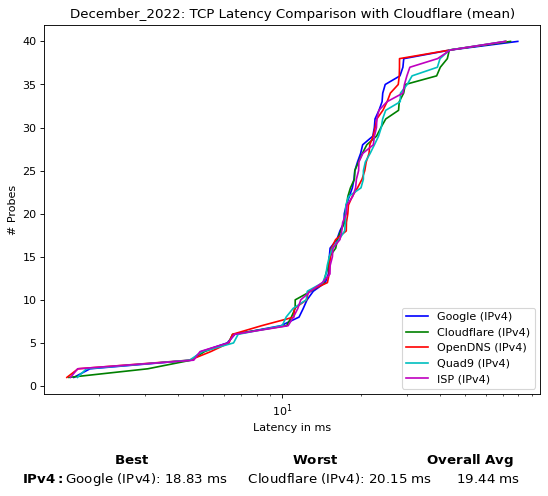 December_2022: TCP Latency Comparison with Cloudflare (mean)
# Probes
40
35
30
25
20
15
10
5
0
Google (IPv4)
Cloudflare (IPv4)
OpenDNS (IPv4)
Quad9 (IPv4)
ISP (IPv4)
10^1
Latency in ms
Best Worst Overall Avg
IPv4: Google (IPv4): 18.83 ms Cloudflare (IPv4): 20.15 ms 19.44 ms